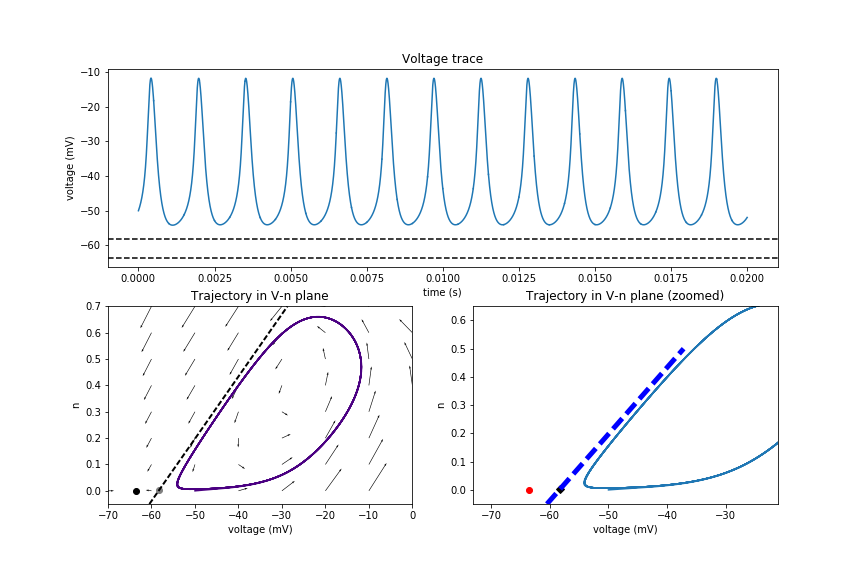 Voltage trace
voltage (mV)
−10
−20
−30
−40
−50
−60
0.0000 0.0025 0.0050 0.0075 0.0100 0.0125 0.0150 0.0175 0.0200
time (s)
Trajectory in V-n plane
n
0.7
0.6
0.5
0.4
0.3
0.2
0.1
0.0
−70 −60 −50 −40 −30 −20 −10 0
voltage (mV)
Trajectory in V-n plane (zoomed)
n
0.6
0.5
0.4
0.3
0.2
0.1
0.0
−70 −60 −50 −40 −30
voltage (mV)